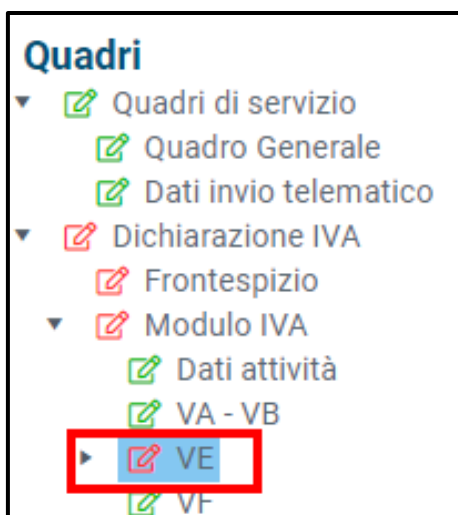 Quadri
Quadri di servizio
Quadro Generale
Dati invio telematico
Dichiarazione IVA
Frontespizio
Modulo IVA
Dati attività
VA - VB
VE
VF